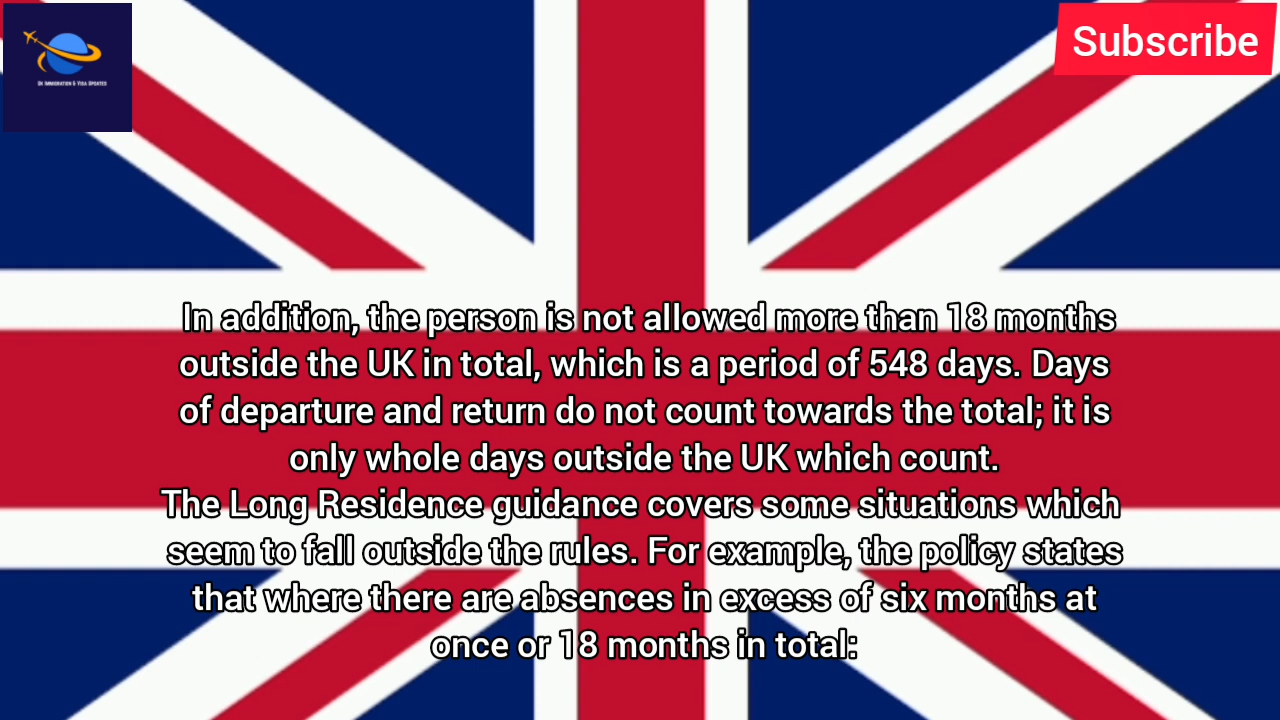 UK IMMIGRATION & VISA UPDATES
Subscribe
In addition, the person is not allowed more than 18 months
outside the UK in total, which is a period of 548 days. Days
of departure and return do not count towards the total; it is
only whole days outside the UK which count.
The Long Residence guidance covers some situations which
seem to fall outside the rules. For example, the policy states
that where there are absences in excess of six months at
once or 18 months in total: